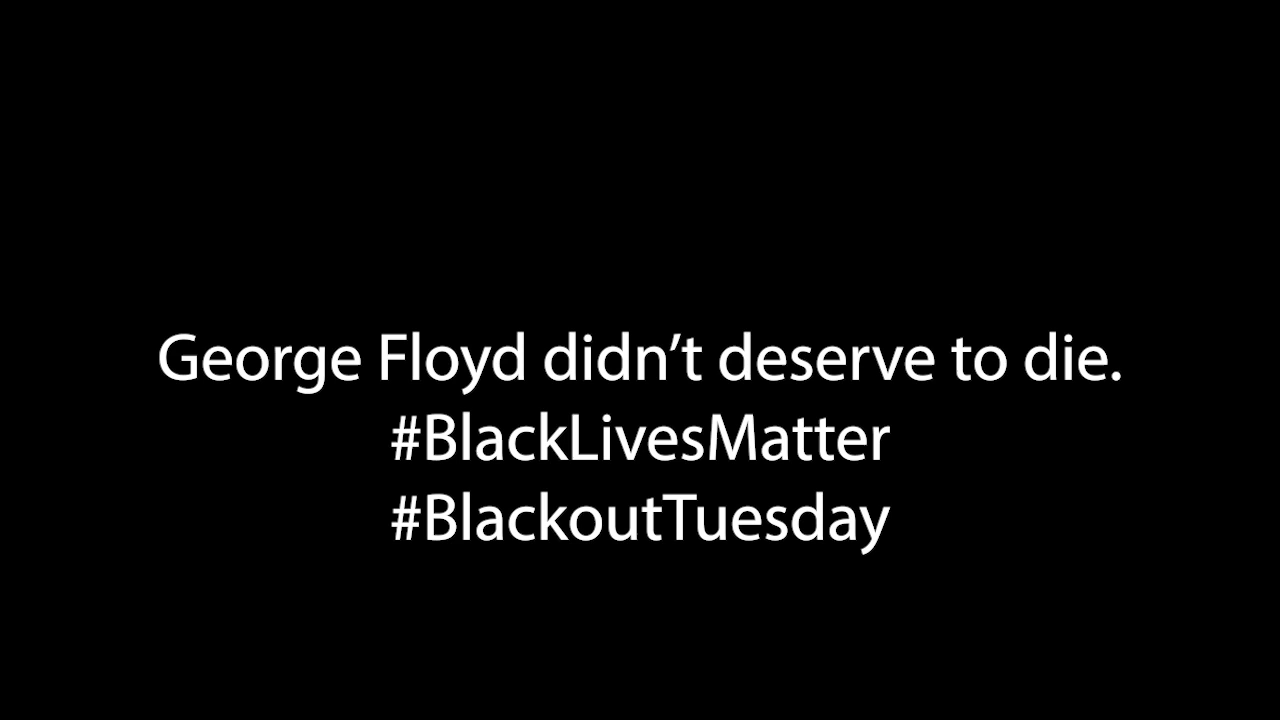 George Floyd didn’t deserve to die.
#BlackLivesMatter
#BlackoutTuesday